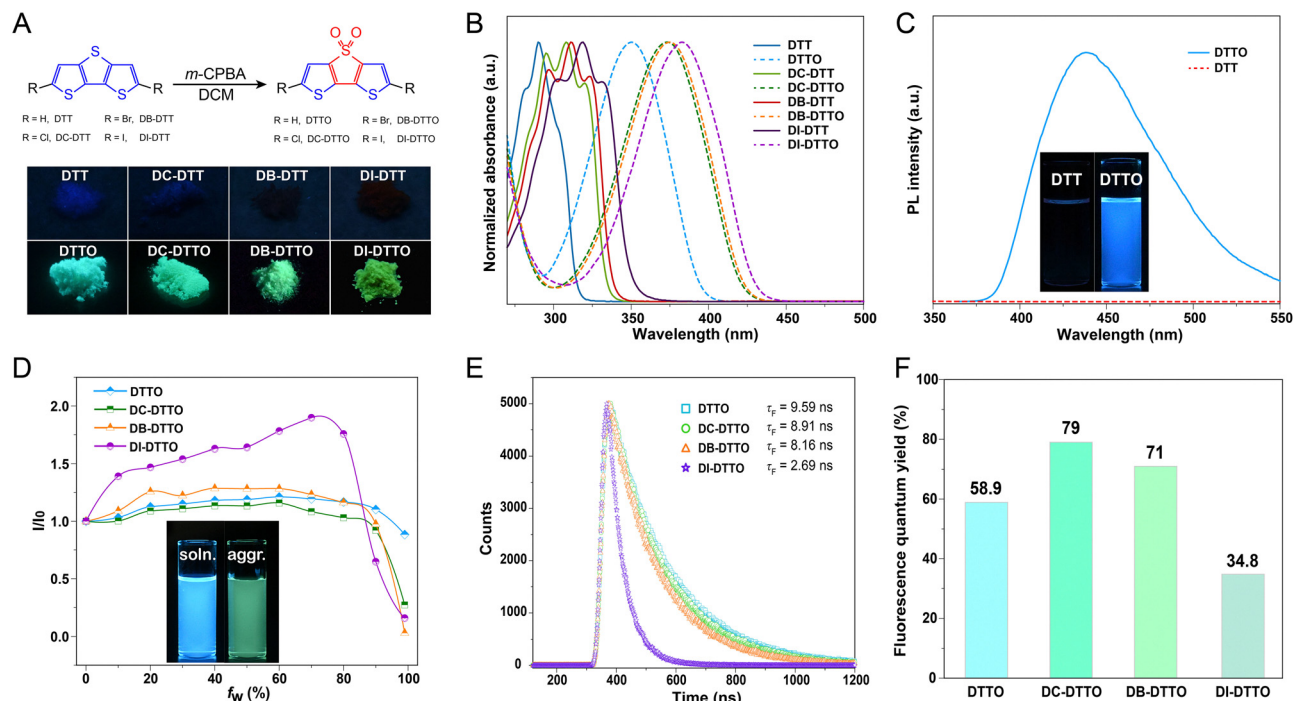 A
S
S
S
R
R
m-CPBA
DCM
O O
S
S
S
R
R
R = H, DTT R = Br, DB-DTT
R = Cl, DC-DTT R = I, DI-DTT
R = H, DTTO R = Br, DB-DTTO
R = Cl, DC-DTTO R = I, DI-DTTO
DTT DC-DTT DB-DTT DI-DTT
DTTO DC-DTTO DB-DTTO DI-DTTO
B
Normalized absorbance (a.u.)
DTT
DTTO
DC-DTT
DC-DTTO
DB-DTT
DB-DTTO
DI-DTT
DI-DTTO
300 350 400 450 500
Wavelength (nm)
C
PL intensity (a.u.)
DTTO
DTT
DTT DTTO
350 400 450 500 550
Wavelength (nm)
D
I/I0
2.0
1.5
1.0
0.5
0.0
DTTO
DC-DTTO
DB-DTTO
DI-DTTO
soln. aggr.
0 20 40 60 80 100
fW (%)
E
Counts
5000
4000
3000
2000
1000
0
DTTO τF = 9.59 ns
DC-DTTO τF = 8.91 ns
DB-DTTO τF = 8.16 ns
DI-DTTO τF = 2.69 ns
200 400 600 800 1000 1200
Time (ns)
F
Fluorescence quantum yield (%)
100
80
60
40
20
0
58.9
79
71
34.8
DTTO DC-DTTO DB-DTTO DI-DTTO